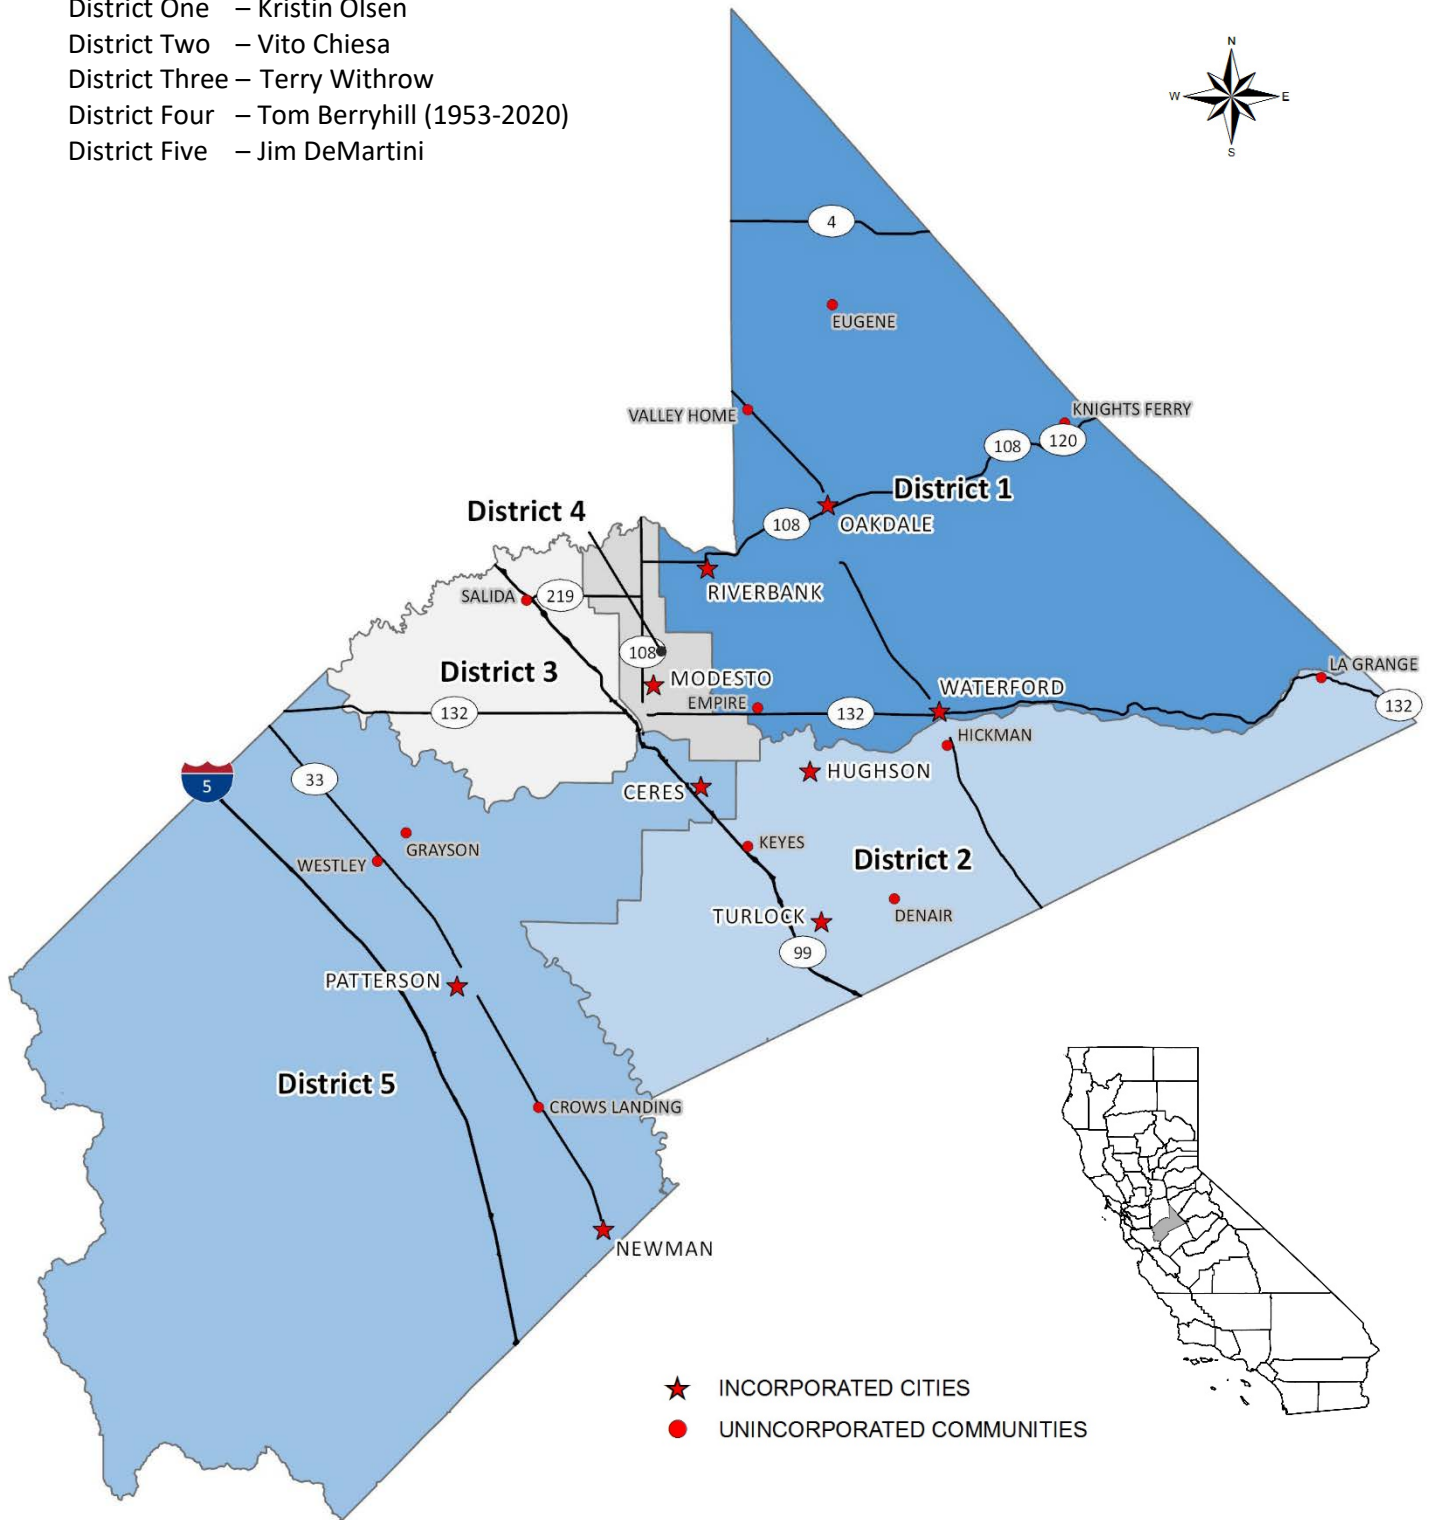 District One – Kristin Olsen
District Two – Vito Chiesa
District Three – Terry Withrow
District Four – Tom Berryhill (1953-2020)
District Five – Jim DeMartini
N
W E
S
4
EUGENE
VALLEY HOME
KNIGHTS FERRY
108 120
District 1
District 4
108
OAKDALE
RIVERBANK
SALIDA
219
108
District 3
MODESTO
LA GRANGE
WATERFORD
EMPIRE
132
132
132
HICKMAN
HUGHSON
5
33
CERES
GRAYSON
WESTLEY
KEYES
District 2
TURLOCK
DENAIR
99
PATTERSON
District 5
CROWS LANDING
NEWMAN
INCORPORATED CITIES
UNINCORPORATED COMMUNITIES